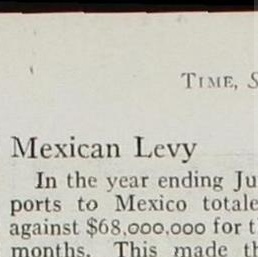 TIME, S
Mexican Levy
In the year ending Ju
ports to Mexico totale
against $68,000,000 for t
months. This made th